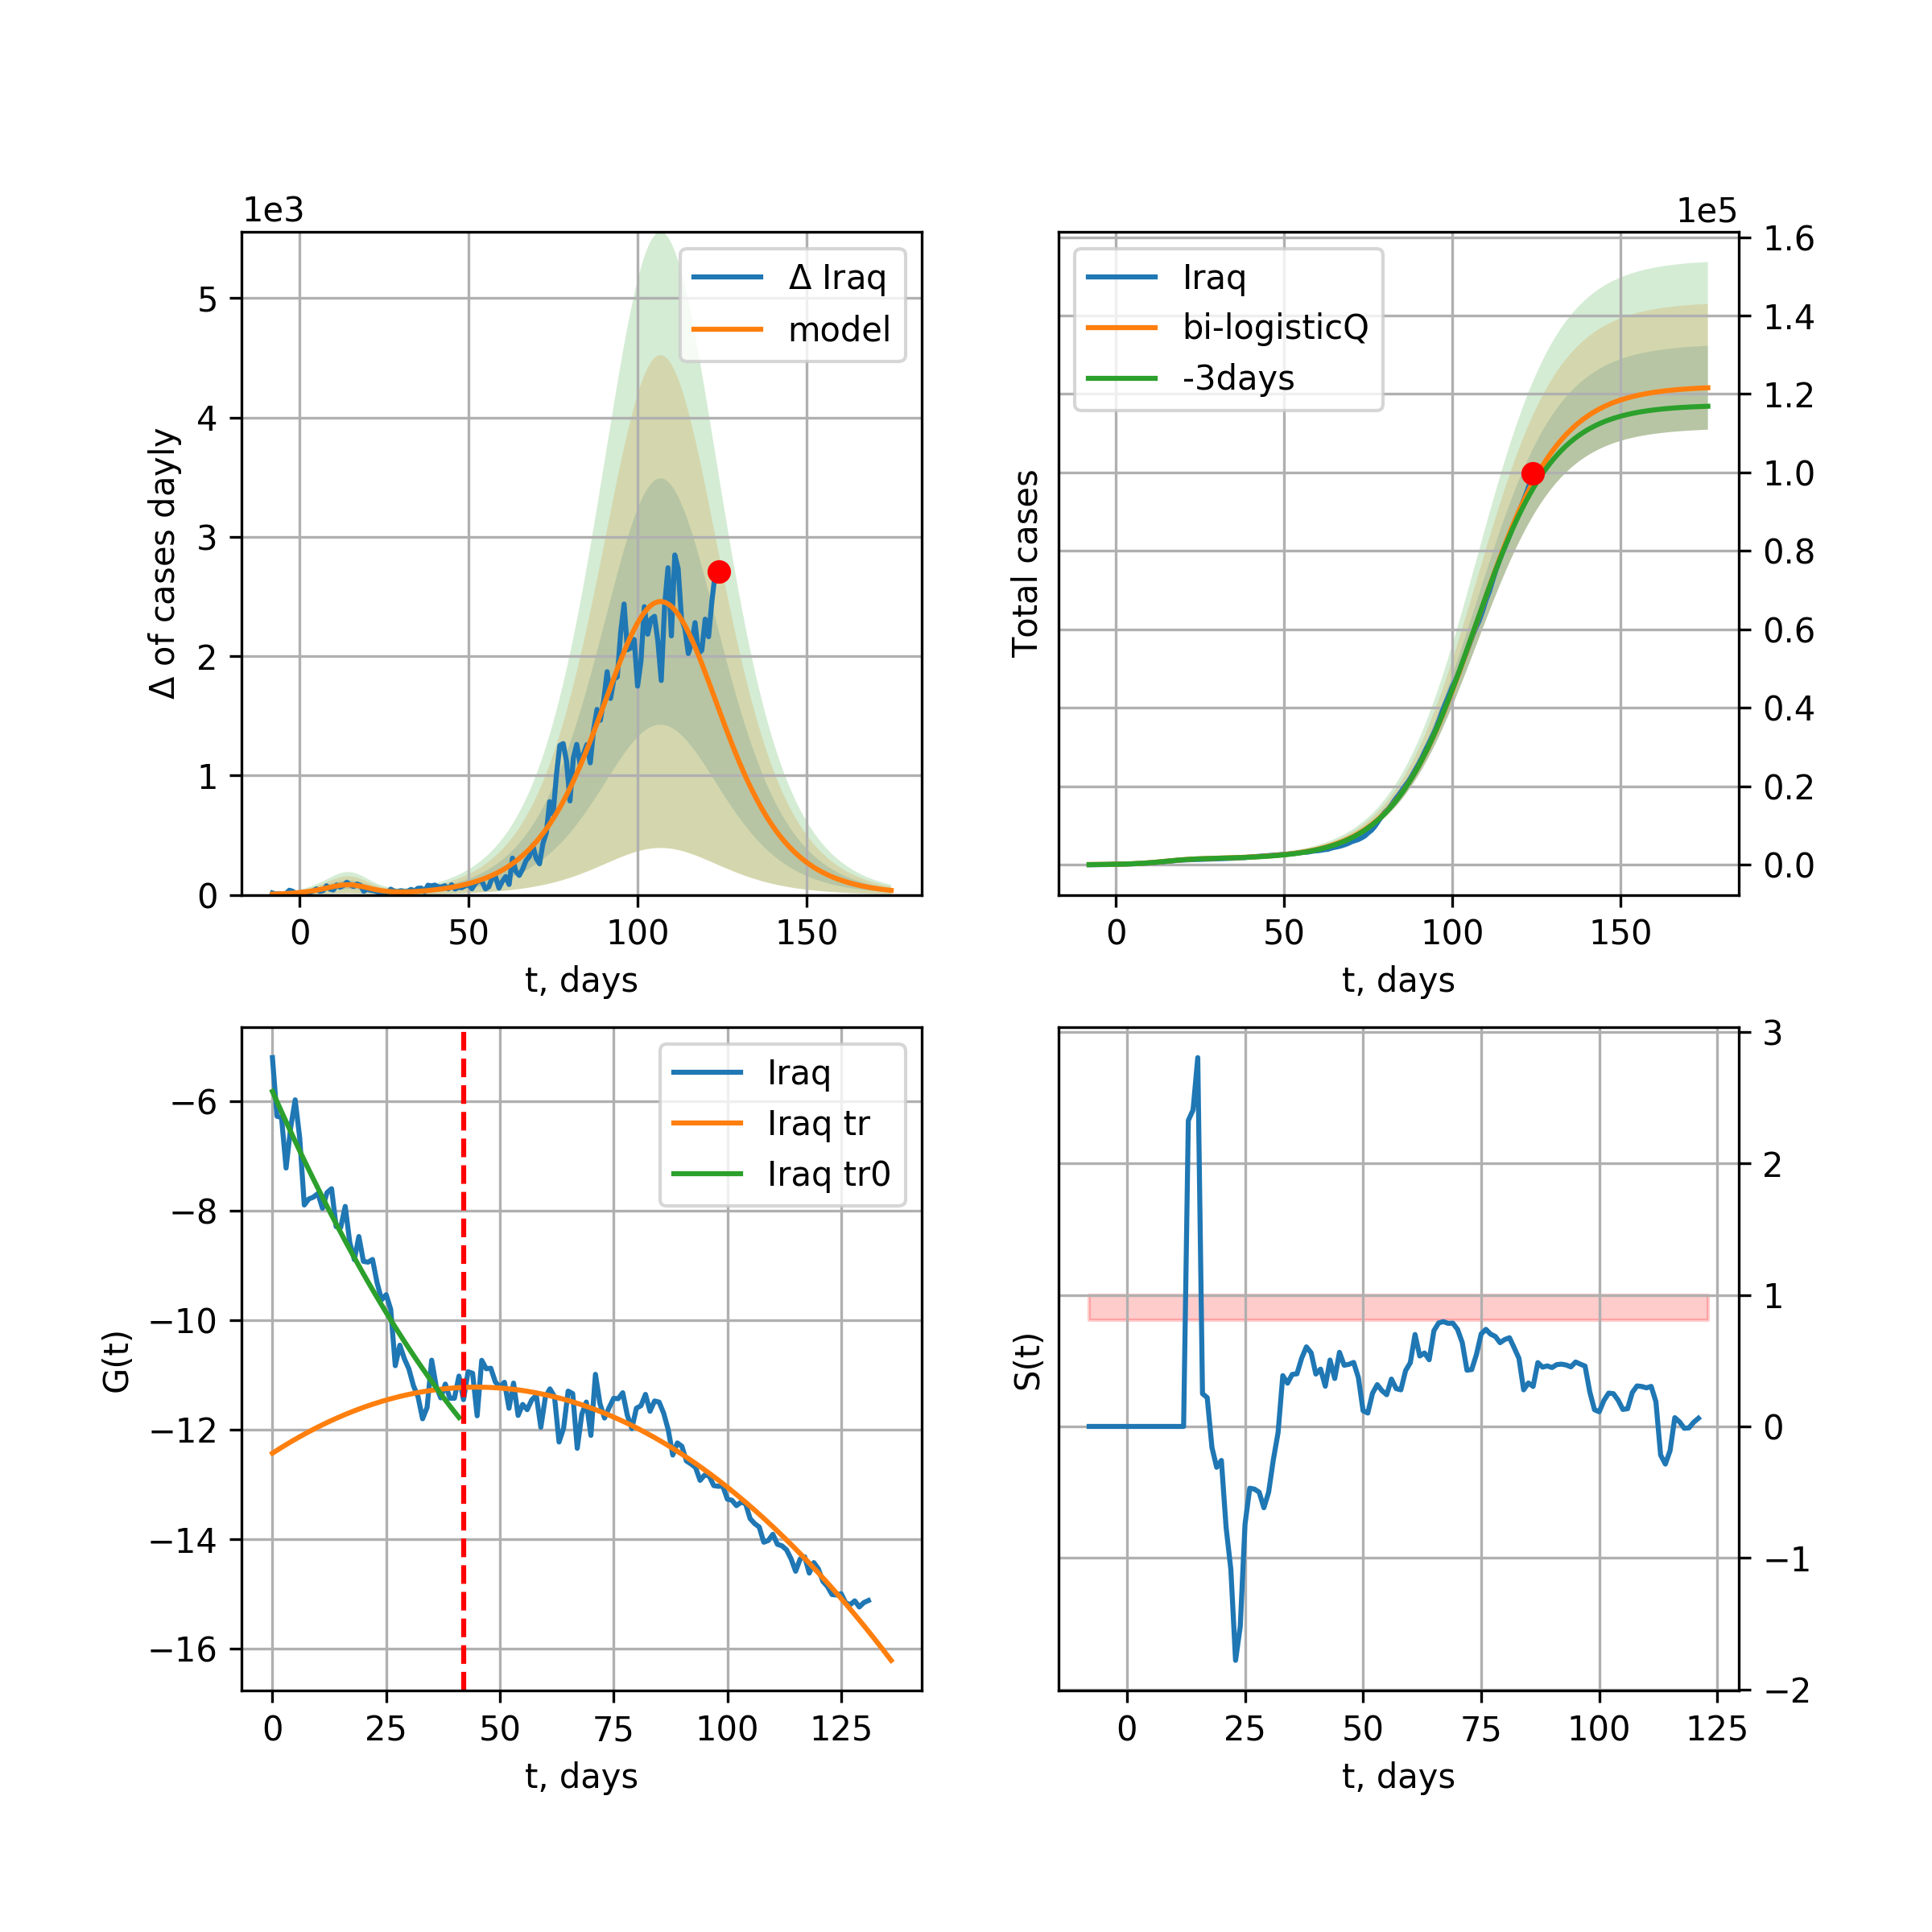 1e3
Δ of cases dayly
5
4
3
2
1
0
Δ Iraq
model
0 50 100 150
t, days
1e5
Total cases
Iraq
bi-logisticQ
-3days
1.6
1.4
1.2
1.0
0.8
0.6
0.4
0.2
0.0
0 50 100 150
t, days
G(t)
−6
−8
−10
−12
−14
−16
Iraq
Iraq tr
Iraq tr0
0 25 50 75 100 125
t, days
S(t)
3
2
1
0
−1
−2
0 25 50 75 100 125
t, days